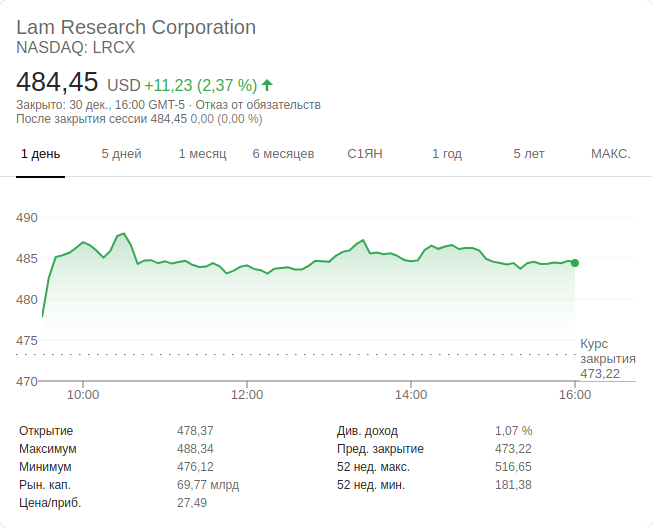 Lam Research Corporation
NASDAQ: LRCX
484,45 USD +11,23 (2,37 %)
Закрыто: 30 дек., 16:00 GMT-5 · Отказ от обязательств
После закрытия сессии 484,45 0,00 (0,00 %)
1 день 5 дней 1 месяц 6 месяцев С1ЯН 1 год 5 лет МАКС.
490
485
480
475
470
Курс
закрытия
473,22
10:00 12:00 14:00 16:00
Открытие 478,37 Див. доход 1,07 %
Максимум 488,34 Пред. закрытие 473,22
Минимум 476,12 52 нед. макс. 516,65
Рын. кап. 69,77 млрд 52 нед. мин. 181,38
Цена/приб. 27,49